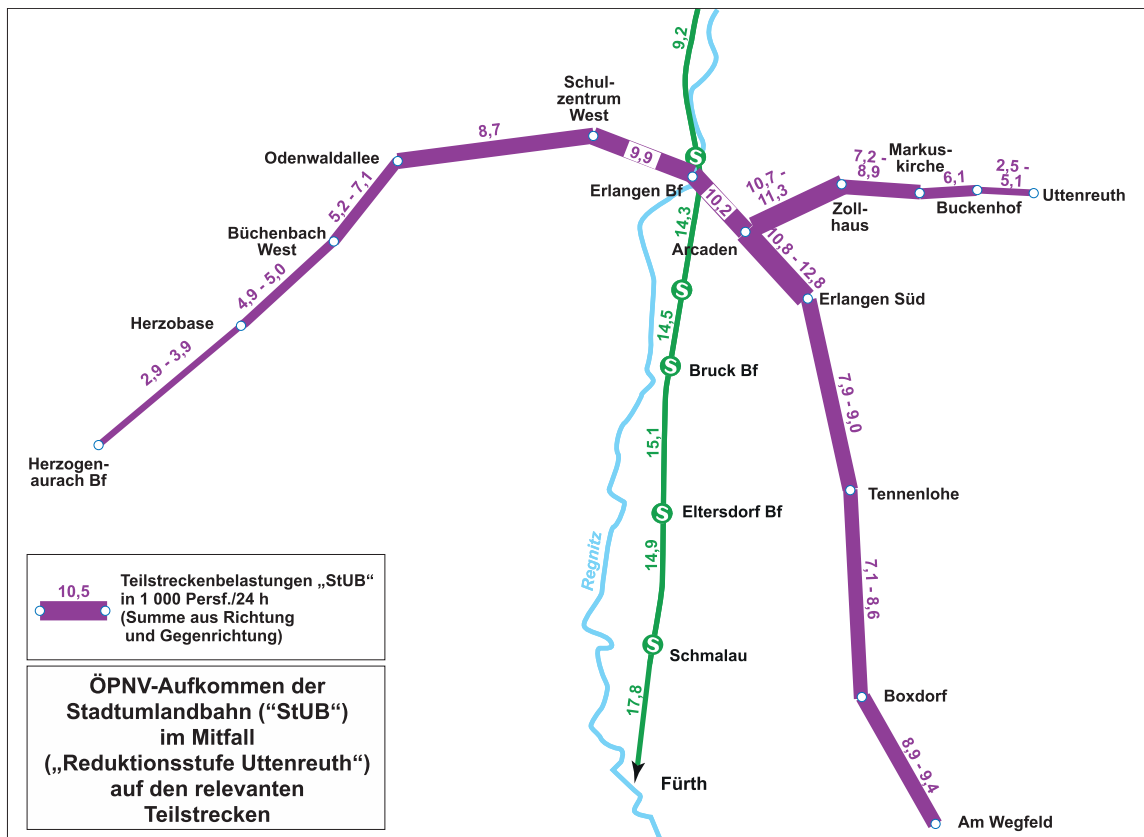 9,2
Schul-
zentrum
West
8,7
Odenwaldallee
9,9
Erlangen Bf
10,2
10,7 -
11,3
7,2 -
8,9
Markus-
kirche
6,1
2,5 -
5,1
Uttenreuth
Buckenhof
Zoll-
haus
5,2 - 7,1
Büchenbach
West
14,3
Arcaden
10,8 - 12,8
4,9 - 5,0
S
S
Erlangen Süd
Herzobase
14,5
2,9 - 3,9
S
Bruck Bf
7,9 - 9,0
15,1
Herzogen-
aurach Bf
Tennenlohe
S
Eltersdorf Bf
Regnitz
14,9
7,1 - 8,6
S
Schmalau
17,8
Boxdorf
8,9 - 9,4
Fürth
Am Wegfeld
10,5
Teilstreckenbelastungen „StUB“
in 1 000 Persf./24 h
(Summe aus Richtung
und Gegenrichtung)
ÖPNV-Aufkommen der
Stadtumlandbahn (“StUB“)
im Mitfall
(„Reduktionsstufe Uttenreuth“)
auf den relevanten
Teilstrecken